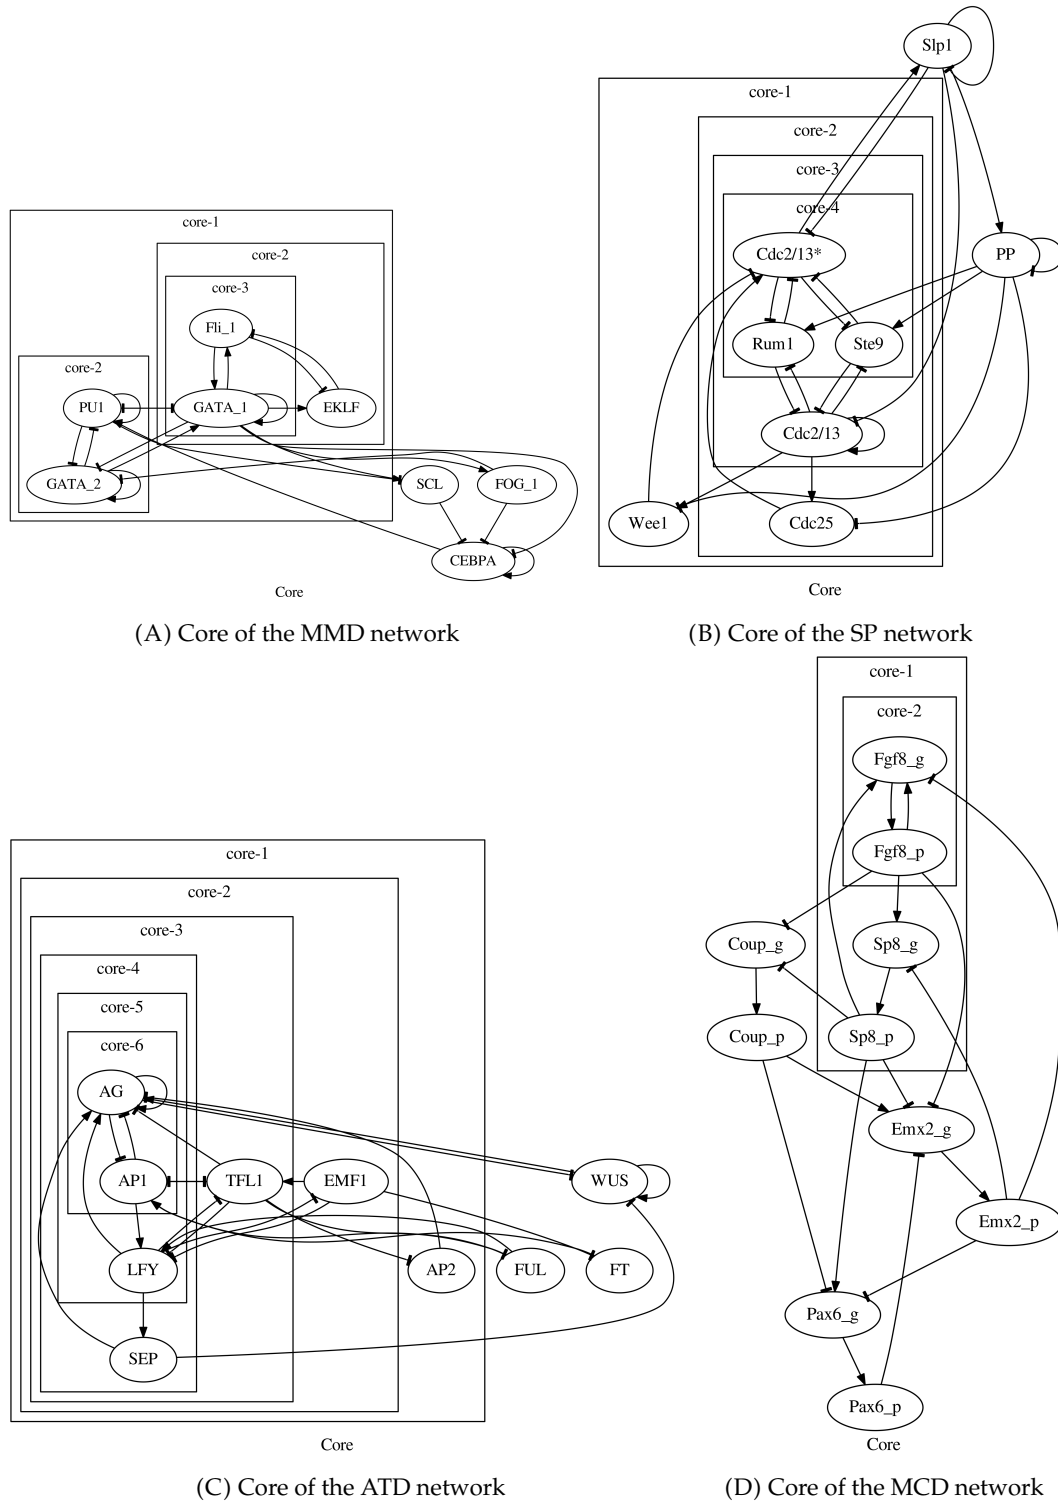 core-1
core-2
core-3
Fli_1
core-2
PU1
GATA_1
EKLF
GATA_2
SCL
FOG_1
CEBPA
Core
(A) Core of the MMD network
Slp1
core-1
core-2
core-3
core-4
Cdc2/13*
PP
Rum1
Ste9
Cdc2/13
Wee1
Cdc25
Core
(B) Core of the SP network
core-1
core-2
core-3
core-4
core-5
core-6
AG
AP1
TFL1
EMF1
WUS
LFY
AP2
FUL
FT
SEP
Core
(C) Core of the ATD network
core-1
core-2
Fgf8_g
Fgf8_p
Coup_g
Sp8_g
Coup_p
Sp8_p
Emx2_g
Emx2_p
Pax6_g
Pax6_p
Core
(D) Core of the MCD network